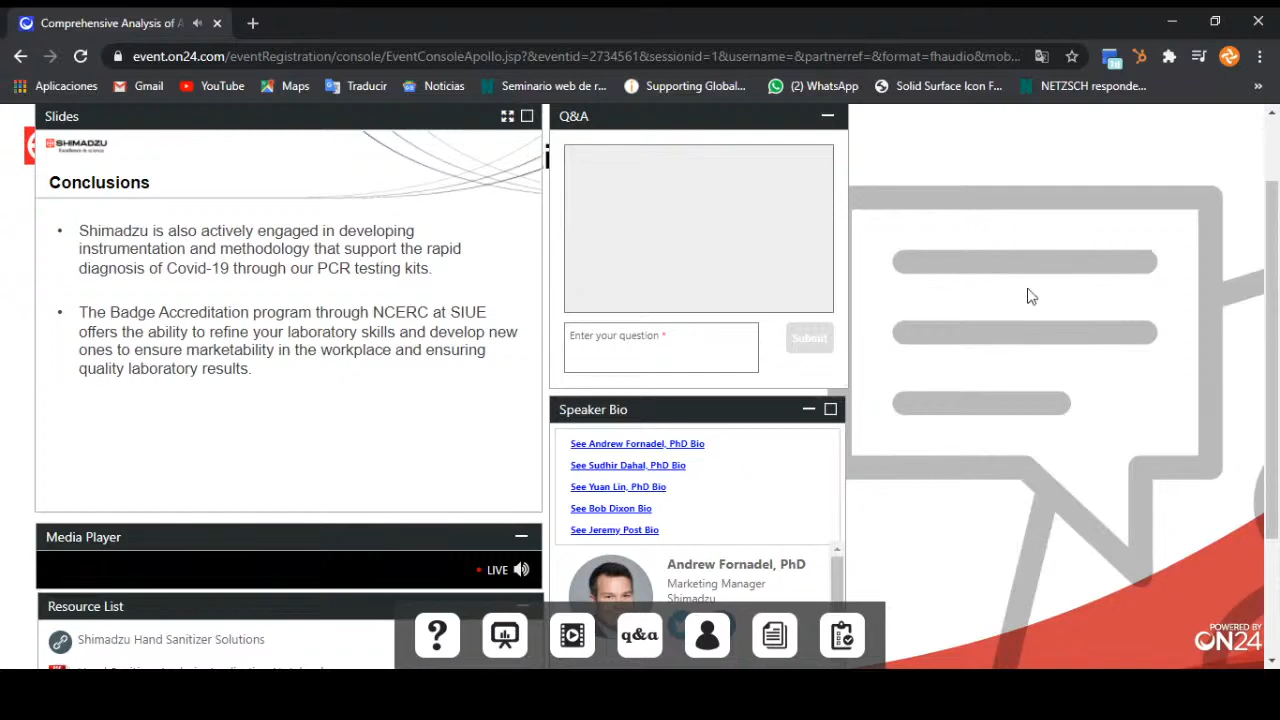 Comprehensive Analysis of A
event.on24.com/eventRegistration/console/EventConsoleApollo.jsp?&eventid=2734561&sessionid=1&username=&partnerref=&format=fhaudio&mob...
Aplicaciones
Gmail
YouTube
Maps
Traducir
Noticias
Seminario web de r...
Supporting Global...
(2) WhatsApp
Solid Surface Icon F...
NETZSCH responde...
»
Slides
SHIMADZU
Excellence in science
Conclusions
• Shimadzu is also actively engaged in developing
instrumentation and methodology that support the rapid
diagnosis of Covid-19 through our PCR testing kits.
• The Badge Accreditation program through NCERC at SIUE
offers the ability to refine your laboratory skills and develop new
ones to ensure marketability in the workplace and ensuring
quality laboratory results.
Q&A
Enter your question *
Submit
Speaker Bio
See Andrew Fornadel, PhD Bio
See Sudhir Dahal, PhD Bio
See Yuan Lin, PhD Bio
See Bob Dixon Bio
See Jeremy Post Bio
Andrew Fornadel, PhD
Marketing Manager
Shimadzu
Media Player
LIVE
Resource List
Shimadzu Hand Sanitizer Solutions
?
q&a
POWERED BY
ON24